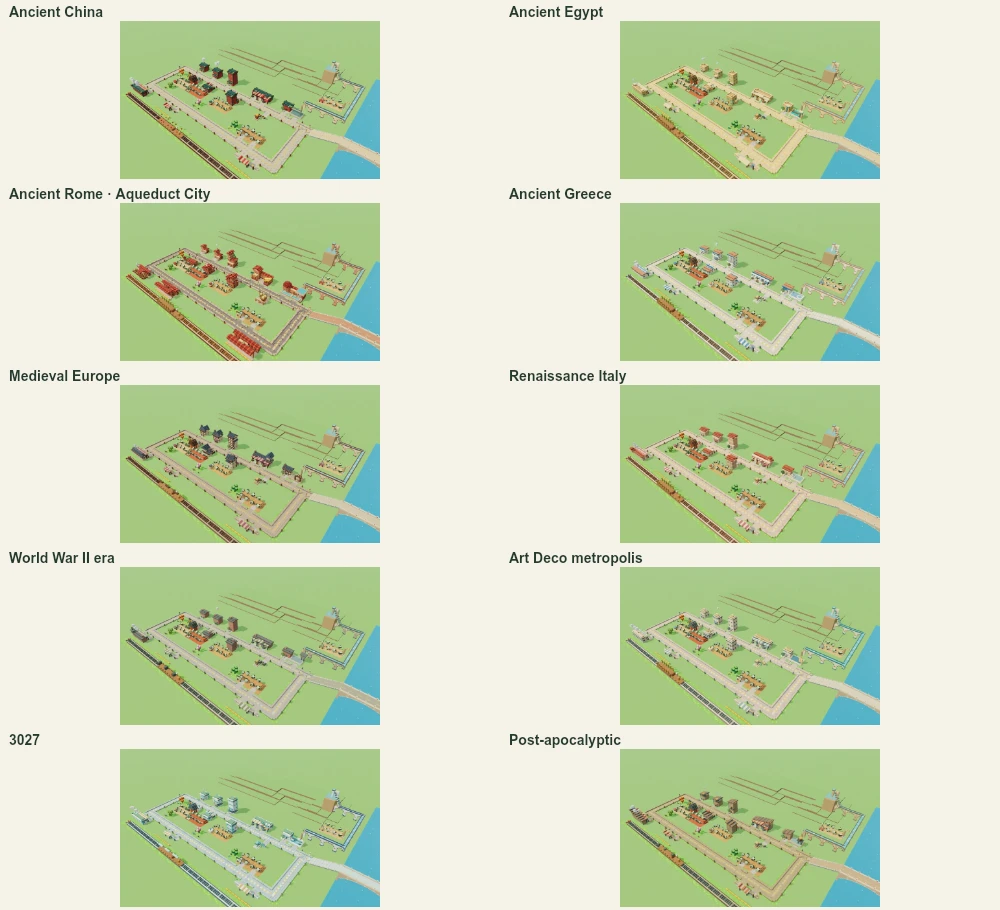 Ancient China
Ancient Egypt
Ancient Rome · Aqueduct City
Ancient Greece
Medieval Europe
Renaissance Italy
World War II era
Art Deco metropolis
3027
Post-apocalyptic